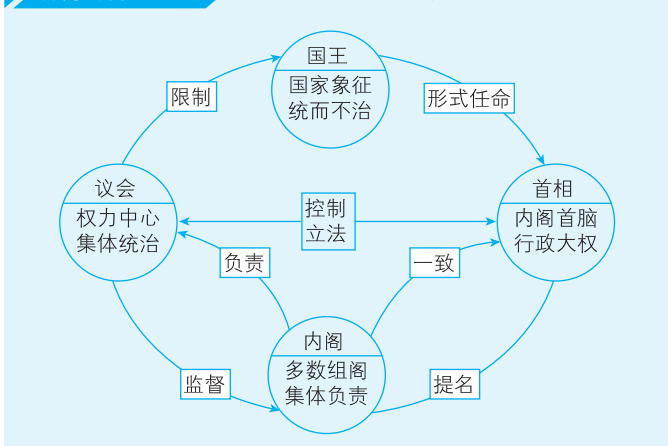 国王
国家象征
统而不治
限制
形式任命
议会
权力中心
集体统治
控制
立法
首相
内阁首脑
行政大权
负责
一致
内阁
多数组阁
集体负责
监督
提名